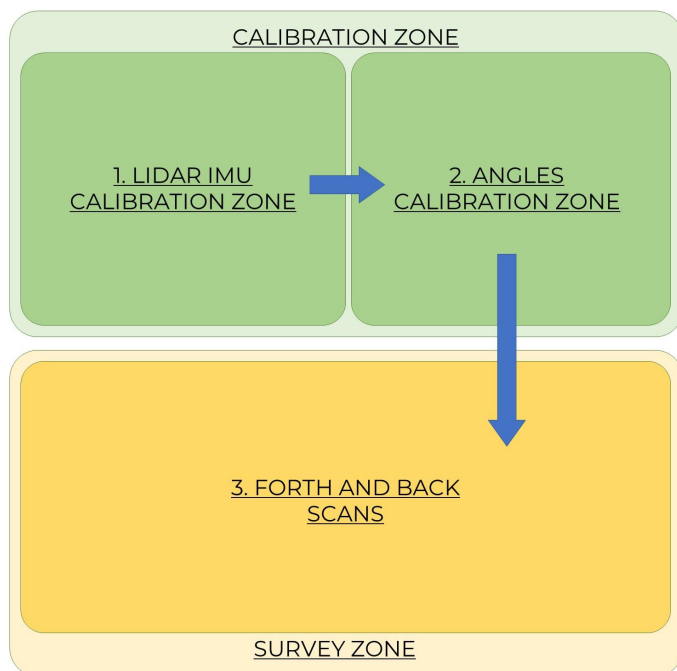 CALIBRATION ZONE
1. LIDAR IMU
CALIBRATION ZONE
2. ANGLES
CALIBRATION ZONE
3. FORTH AND BACK
SCANS
SURVEY ZONE